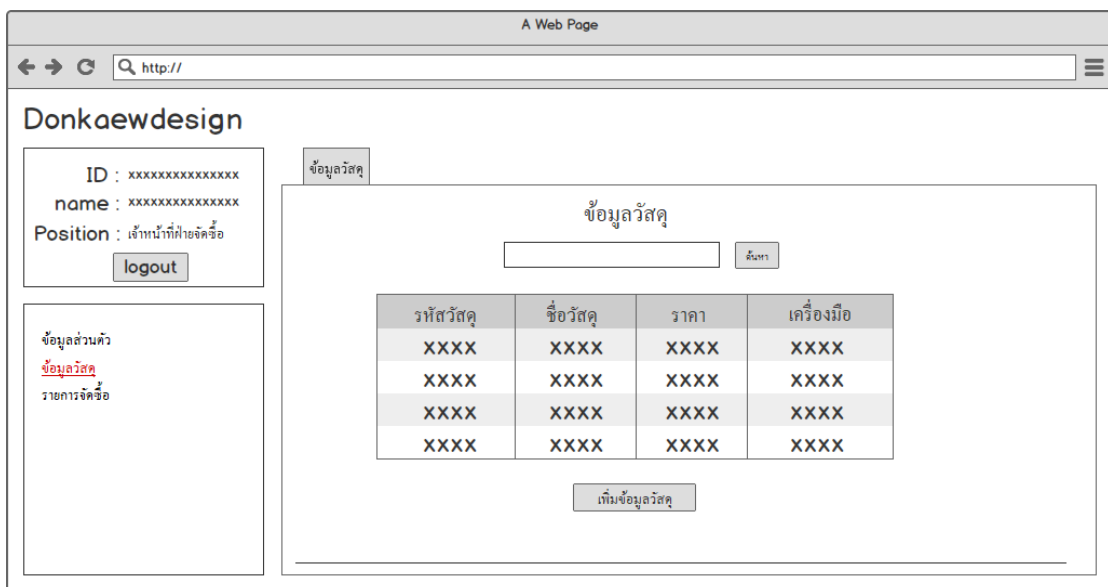 A Web Page
http://
Donkaewdesign
ID : xxxxxxxxxxxxxxx
name : xxxxxxxxxxxxxxx
Position : เจ้าหน้าที่ฝ่ายจัดซื้อ
logout
ข้อมูลส่วนตัว
ข้อมูลวัสดุ
รายการจัดซื้อ
ข้อมูลวัสดุ
ข้อมูลวัสดุ
ค้นหา
รหัสวัสดุ ชื่อวัสดุ ราคา เครื่องมือ
XXXX XXXX XXXX XXXX
XXXX XXXX XXXX XXXX
XXXX XXXX XXXX XXXX
XXXX XXXX XXXX XXXX
เพิ่มข้อมูลวัสดุ